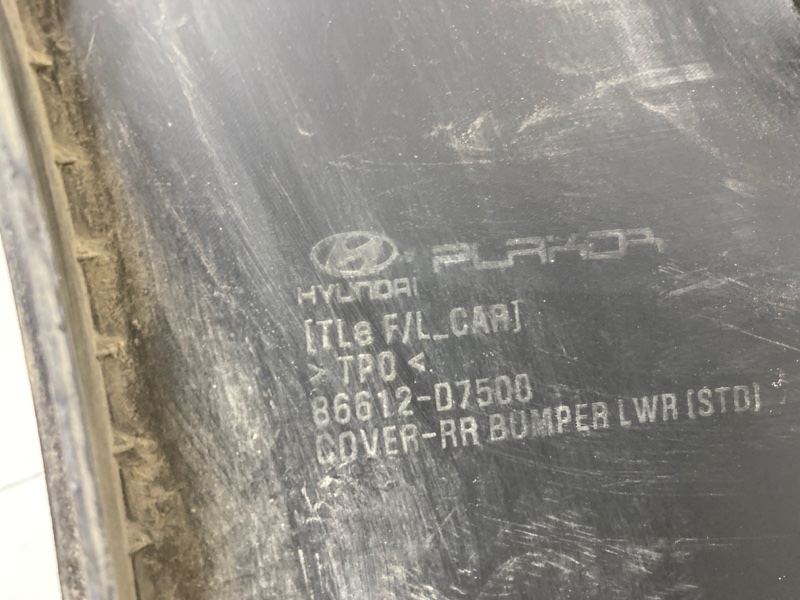 HYUNDAI PLAKOR
[TLe F/L_CAR]
> TPO <
86612-D7500
COVER-RR BUMPER LWR [STD]